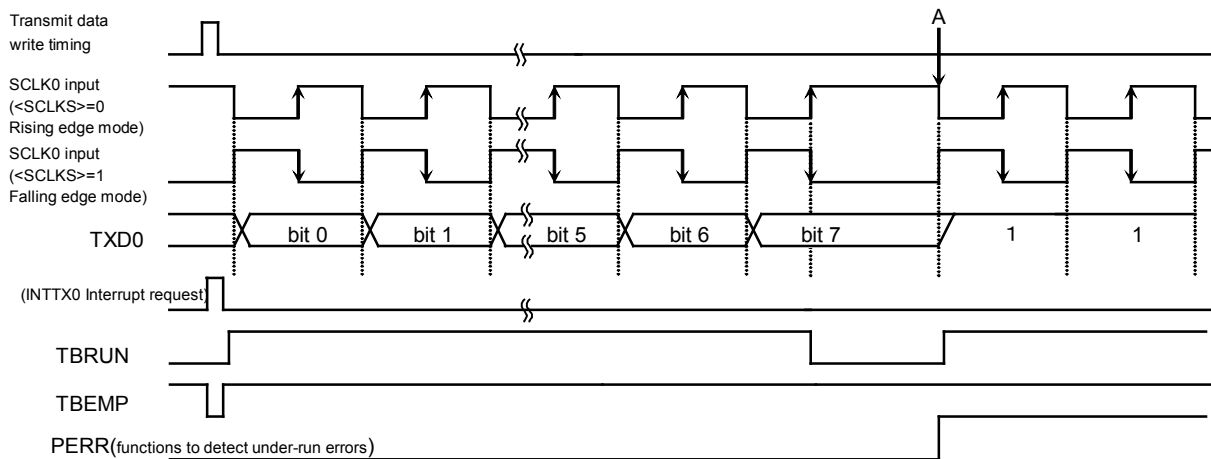 Transmit data
write timing
A
SCLK0 input
(<SCLKS>=0
Rising edge mode)
SCLK0 input
(<SCLKS>=1
Falling edge mode)
TXD0
bit 0
bit 1
bit 5
bit 6
bit 7
1
1
(INTTX0 Interrupt request)
TBRUN
TBEMP
PERR(functions to detect under-run errors)